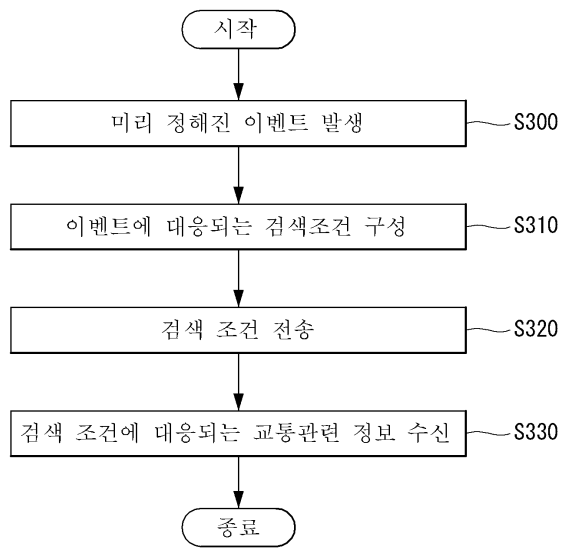 시작
미리 정해진 이벤트 발생
S300
이벤트에 대응되는 검색조건 구성
S310
검색 조건 전송
S320
검색 조건에 대응되는 교통관련 정보 수신
S330
종료